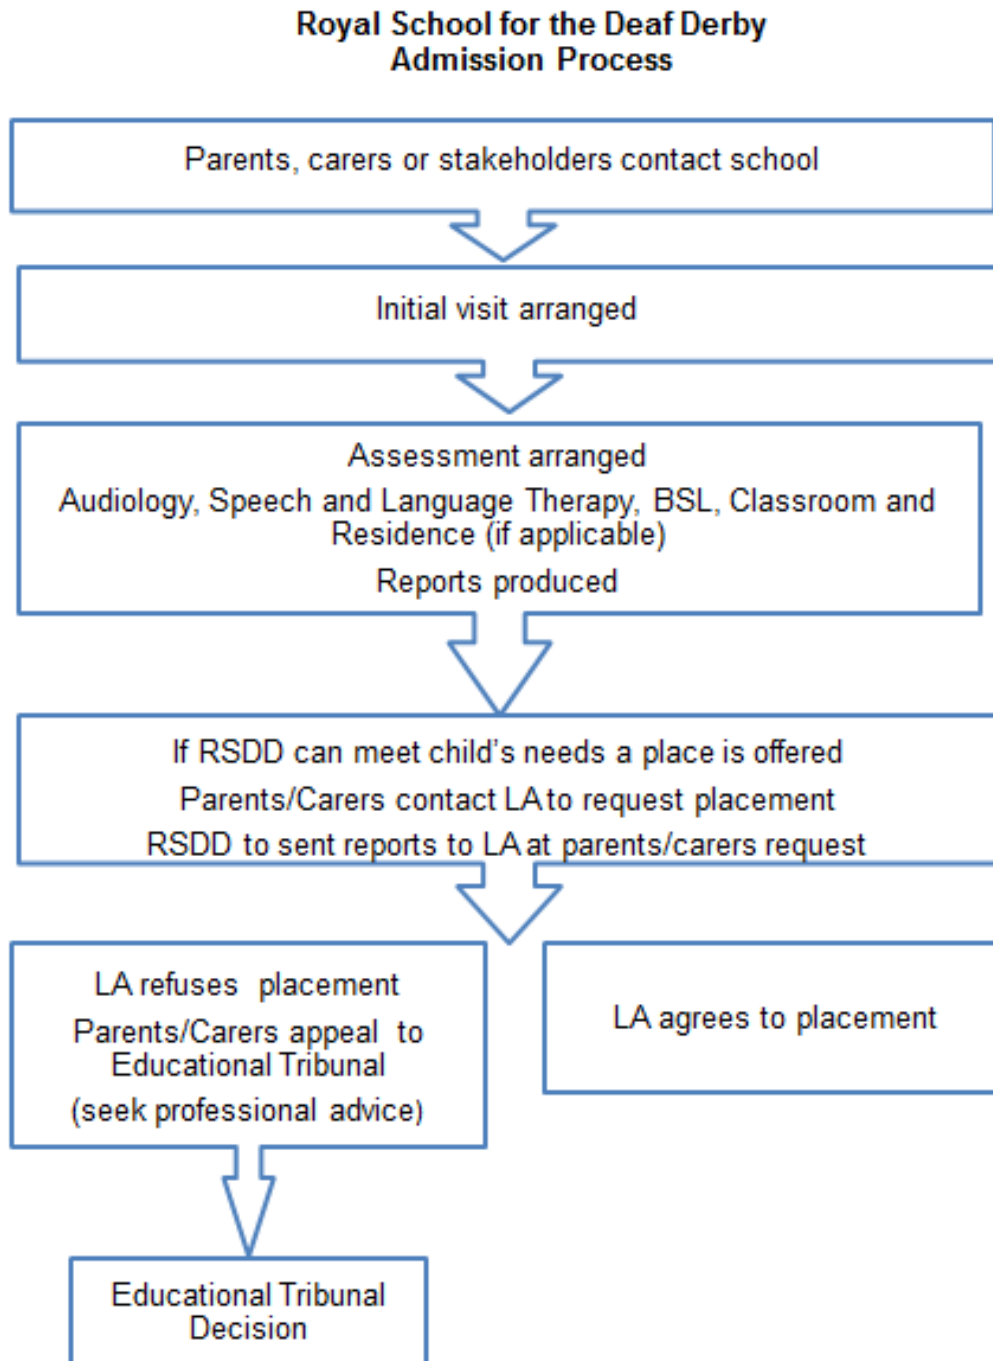 Royal School for the Deaf Derby
Admission Process
Parents, carers or stakeholders contact school
Initial visit arranged
Assessment arranged
Audiology, Speech and Language Therapy, BSL, Classroom and
Residence (if applicable)
Reports produced
If RSDD can meet child's needs a place is offered
Parents/Carers contact LA to request placement
RSDD to sent reports to LA at parents/carers request
LA refuses placement
Parents/Carers appeal to
Educational Tribunal
(seek professional advice)
LA agrees to placement
Educational Tribunal
Decision